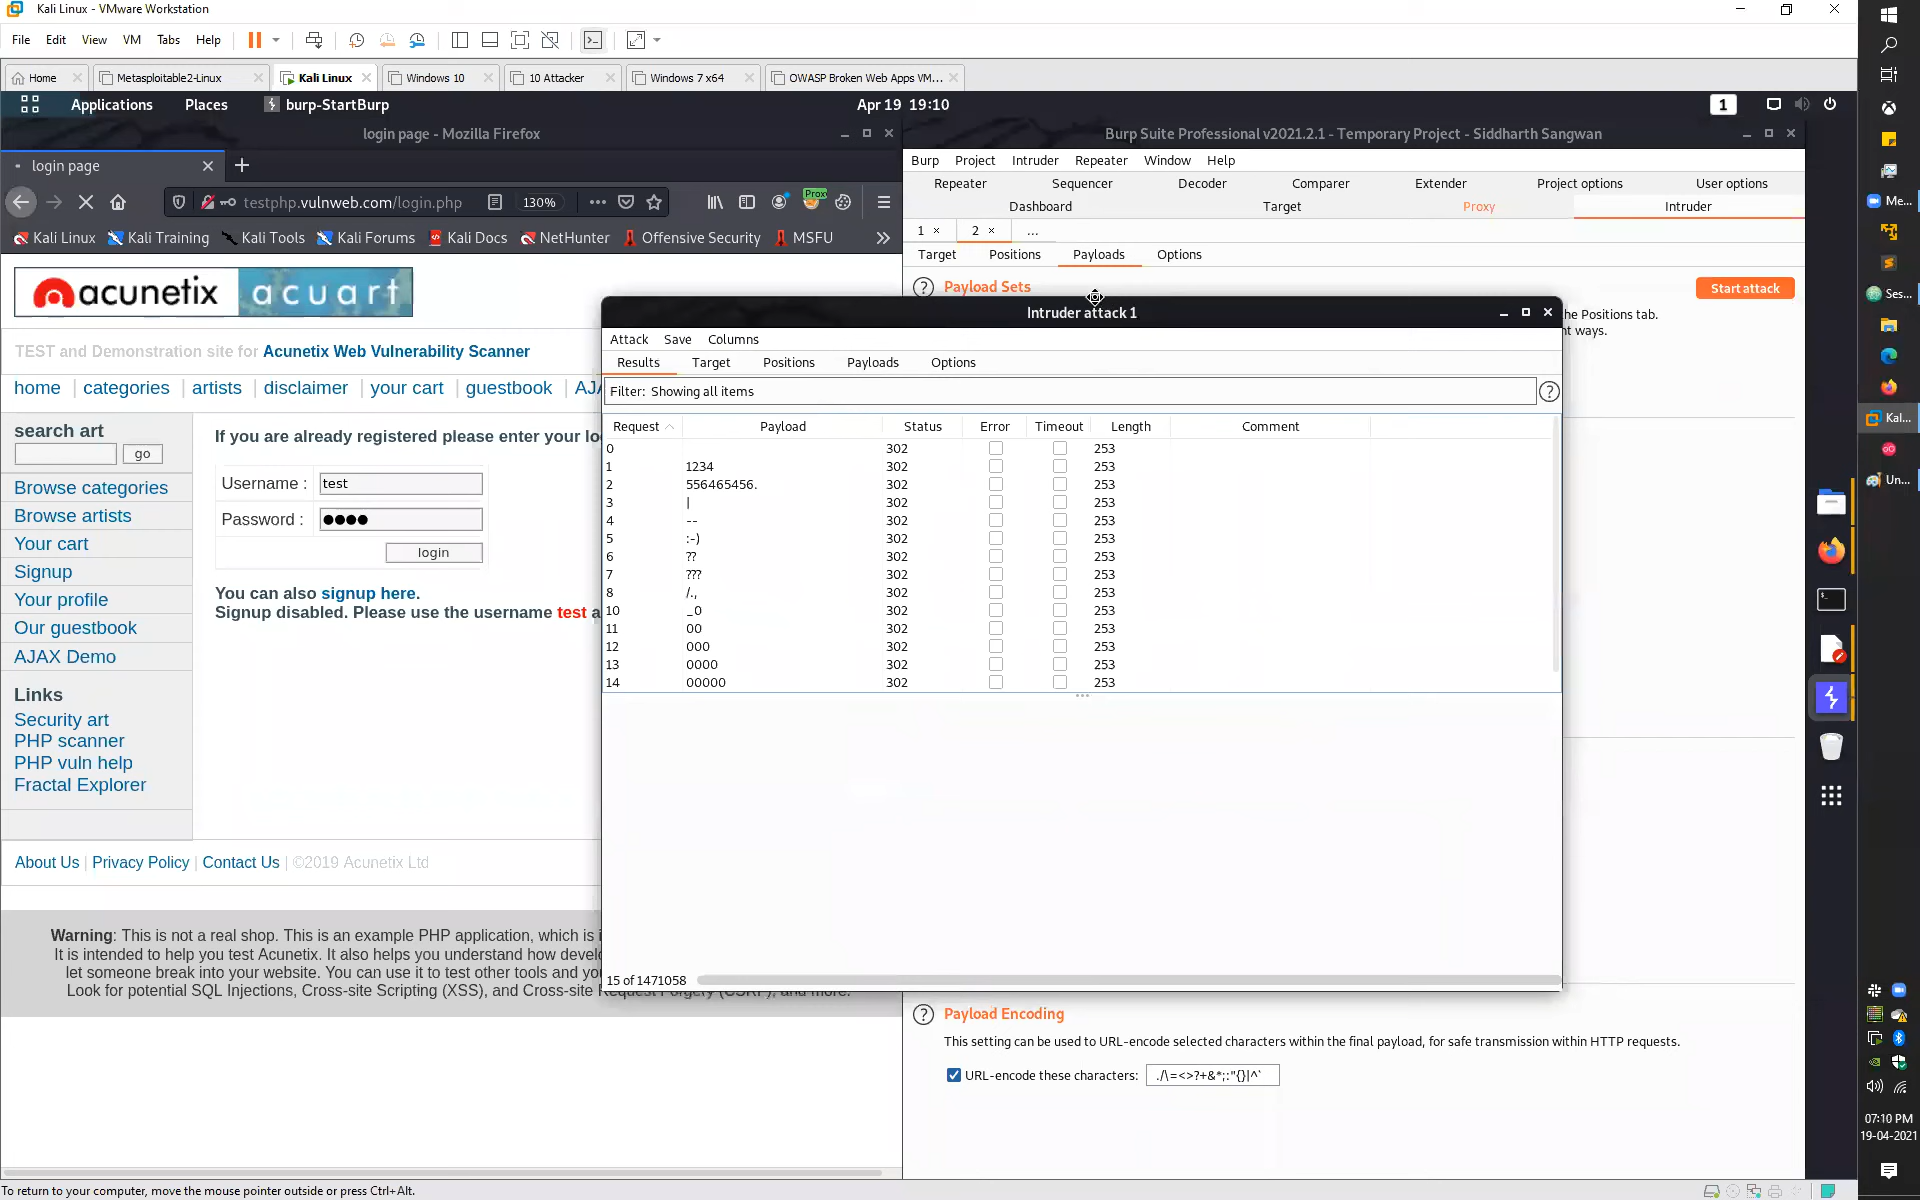 Kali Linux - VMware Workstation
File Edit View VM Tabs Help
Home Metasploitable2-Linux Kali Linux Windows 10 10 Attacker Windows 7 x64 OWASP Broken Web Apps VM...
Applications Places burp-StartBurp Apr 19 19:10 1
login page - Mozilla Firefox
login page
testphp.vulnweb.com/login.php 130% Proxy
Kali Linux Kali Training Kali Tools Kali Forums Kali Docs NetHunter Offensive Security MSFU
acunetix acuart
TEST and Demonstration site for Acunetix Web Vulnerability Scanner
home categories artists disclaimer your cart guestbook AJA
search art
go
Browse categories
Browse artists
Your cart
Signup
Your profile
Our guestbook
AJAX Demo
Links
Security art
PHP scanner
PHP vuln help
Fractal Explorer
If you are already registered please enter your lo
Username : test
Password :
login
You can also signup here.
Signup disabled. Please use the username test a
About Us | Privacy Policy | Contact Us | ©2019 Acunetix Ltd
Warning: This is not a real shop. This is an example PHP application, which is i
It is intended to help you test Acunetix. It also helps you understand how develo
let someone break into your website. You can use it to test other tools and you
Look for potential SQL Injections, Cross-site Scripting (XSS), and Cross-site Request Forgery (CSRF), and more.
Burp Suite Professional v2021.2.1 - Temporary Project - Siddharth Sangwan
Burp Project Intruder Repeater Window Help
Repeater Sequencer Decoder Comparer Extender Project options User options
Dashboard Target Proxy Intruder
1 × 2 × ...
Target Positions Payloads Options
? Payload Sets Start attack
he Positions tab.
nt ways.
Intruder attack 1
Attack Save Columns
Results Target Positions Payloads Options
Filter: Showing all items ?
Request Payload Status Error Timeout Length Comment
0 302 253
1 1234 302 253
2 556465456. 302 253
3 | 302 253
4 -- 302 253
5 :-) 302 253
6 ?? 302 253
7 ??? 302 253
8 /., 302 253
10 _0 302 253
11 00 302 253
12 000 302 253
13 0000 302 253
14 00000 302 253
15 of 1471058
? Payload Encoding
This setting can be used to URL-encode selected characters within the final payload, for safe transmission within HTTP requests.
URL-encode these characters: ./\=<>?+&*;:"{}|^`
Me...
Ses...
Kal...
Un...
07:10 PM
19-04-2021
To return to your computer, move the mouse pointer outside or press Ctrl+Alt.